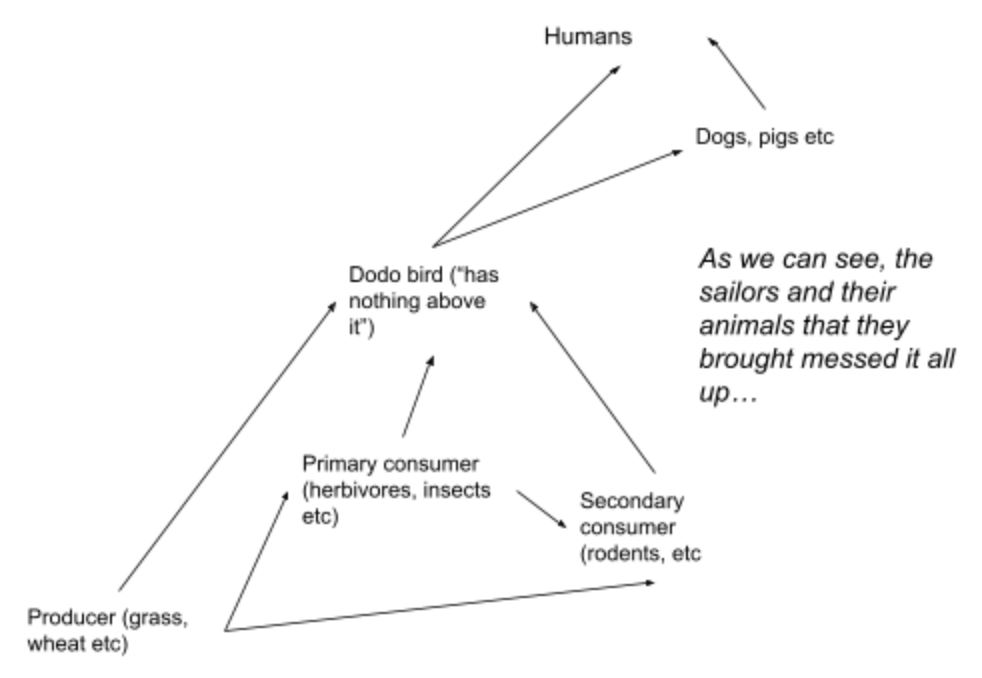 Humans
Dogs, pigs etc
As we can see, the
sailors and their
animals that they
brought messed it all
up…
Dodo bird (“has
nothing above
it”)
Primary consumer
(herbivores, insects
etc)
Secondary
consumer
(rodents, etc
Producer (grass,
wheat etc)